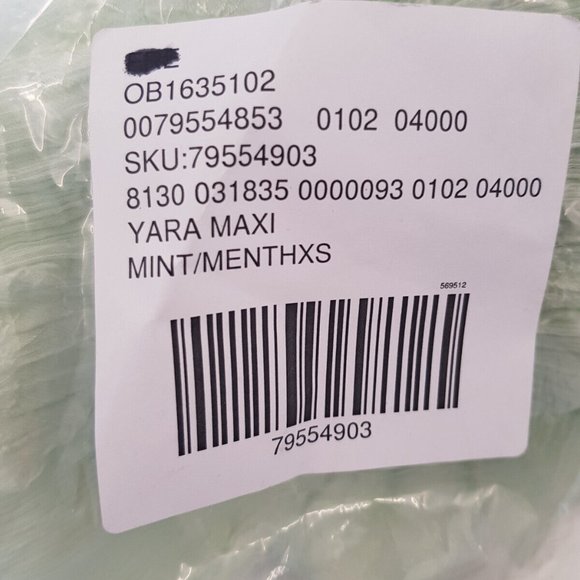 OB1635102
0079554853 0102 04000
SKU:79554903
8130 031835 0000093 0102 04000
YARA MAXI
MINT/MENTHXS
569512
79554903